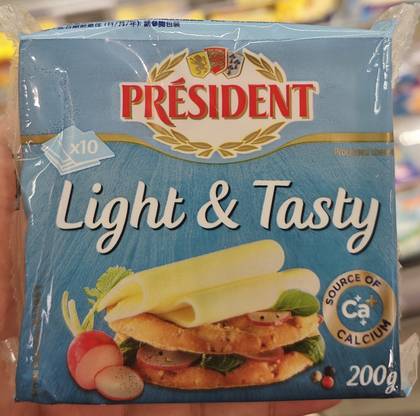 PRÉSIDENT
x10
Light & Tasty
SOURCE OF
Ca
CALCIUM
200g